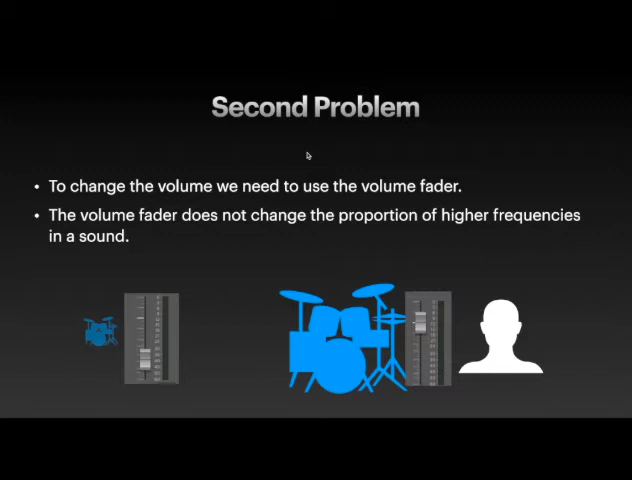 Second Problem
• To change the volume we need to use the volume fader.
• The volume fader does not change the proportion of higher frequencies
in a sound.